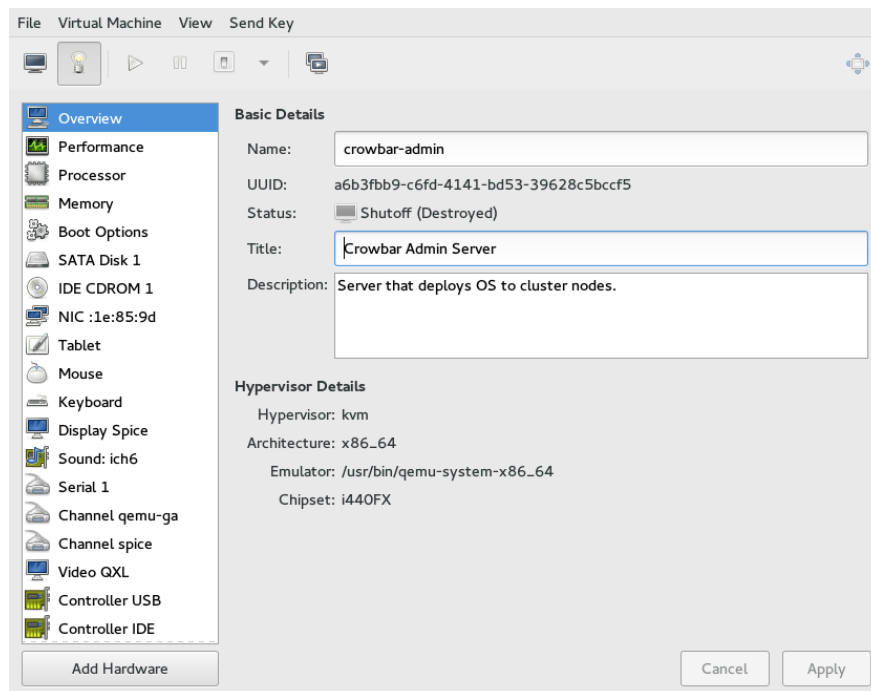 File Virtual Machine View Send Key
Overview
Performance
Processor
Memory
Boot Options
SATA Disk 1
IDE CDROM 1
NIC :1e:85:9d
Tablet
Mouse
Keyboard
Display Spice
Sound: ich6
Serial 1
Channel qemu-ga
Channel spice
Video QXL
Controller USB
Controller IDE
Add Hardware
Basic Details
Name: crowbar-admin
UUID: a6b3fbb9-c6fd-4141-bd53-39628c5bccf5
Status: Shutoff (Destroyed)
Title: Crowbar Admin Server
Description: Server that deploys OS to cluster nodes.
Hypervisor Details
Hypervisor: kvm
Architecture: x86_64
Emulator: /usr/bin/qemu-system-x86_64
Chipset: i440FX
Cancel Apply